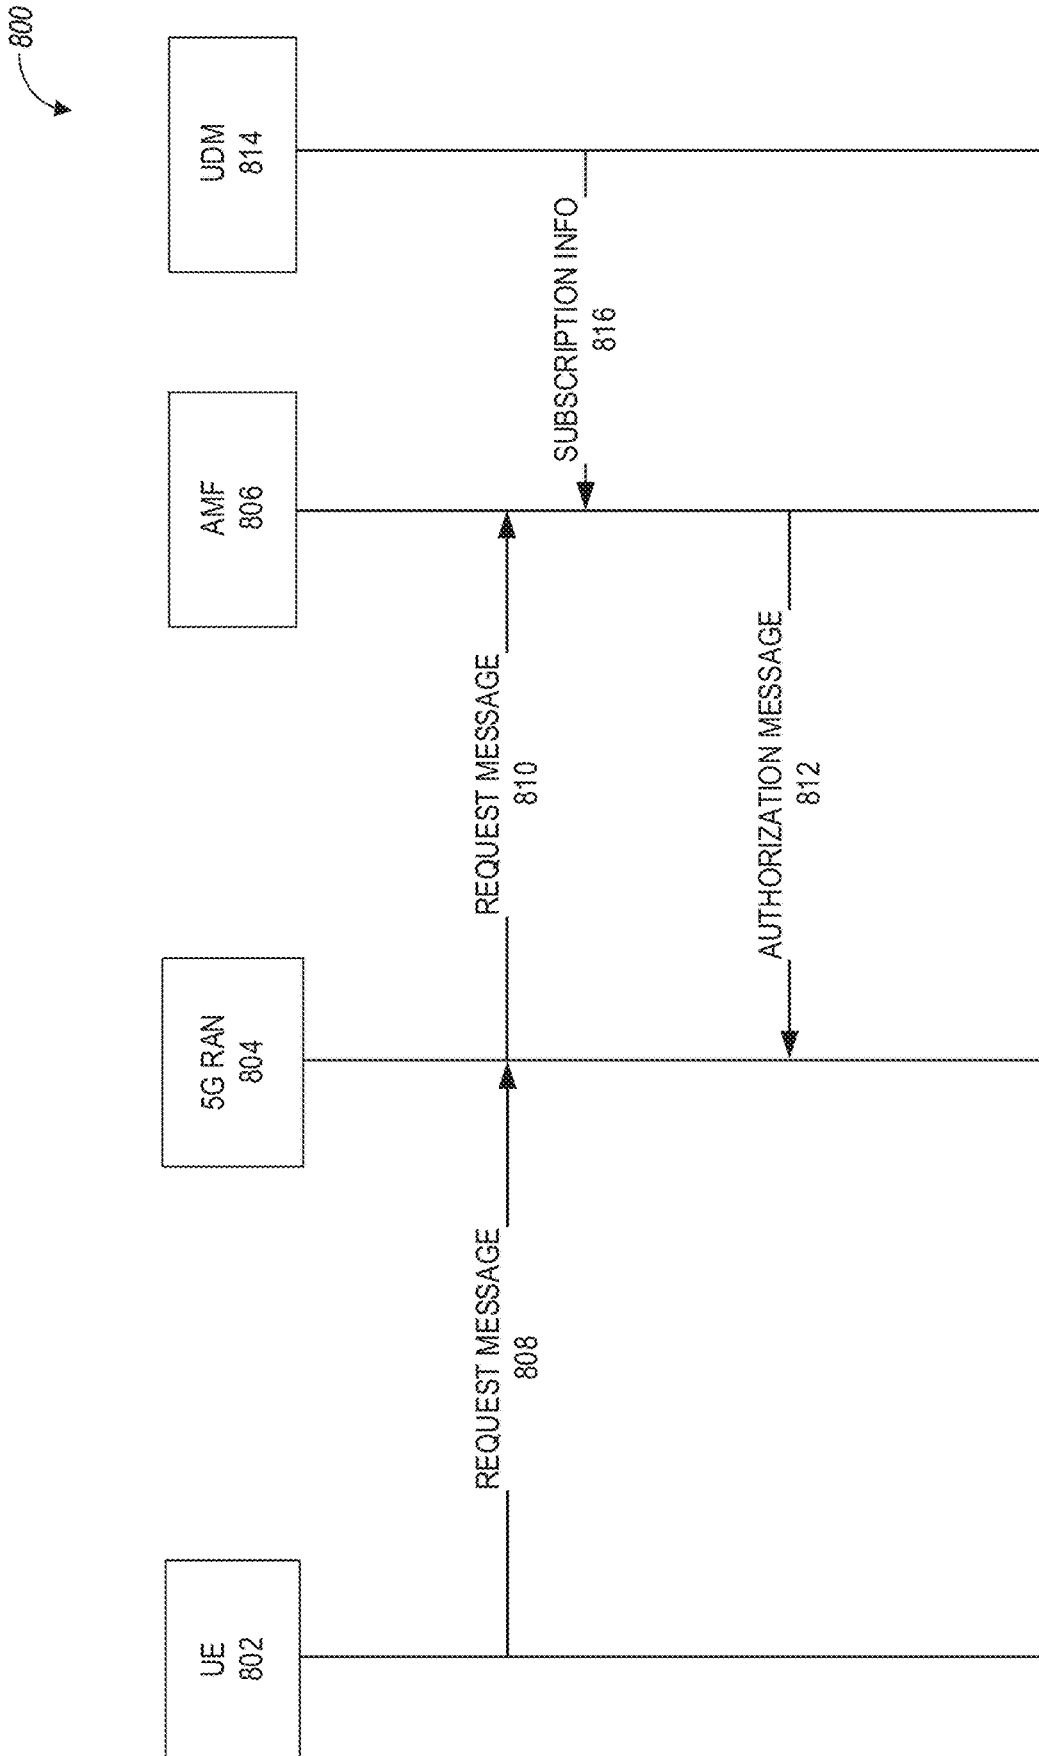 800
UE
802
5G RAN
804
AMF
806
UDM
814
REQUEST MESSAGE
808
REQUEST MESSAGE
810
SUBSCRIPTION INFO
816
AUTHORIZATION MESSAGE
812